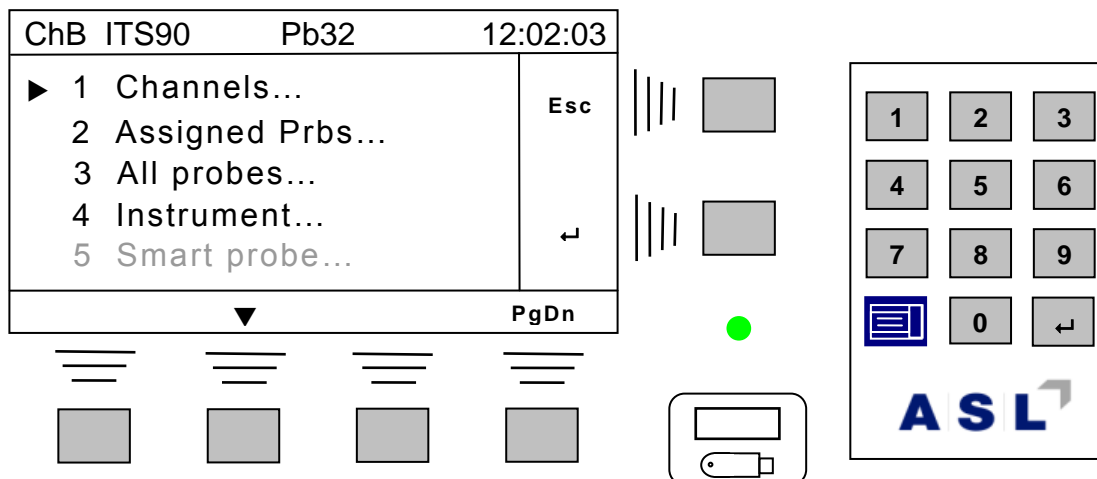 ChB ITS90 Pb32 12:02:03
▶ 1 Channels...
2 Assigned Prbs...
3 All probes...
4 Instrument...
5 Smart probe...
Esc
↵
▼ PgDn
1 2 3
4 5 6
7 8 9
0 ↵
ASL